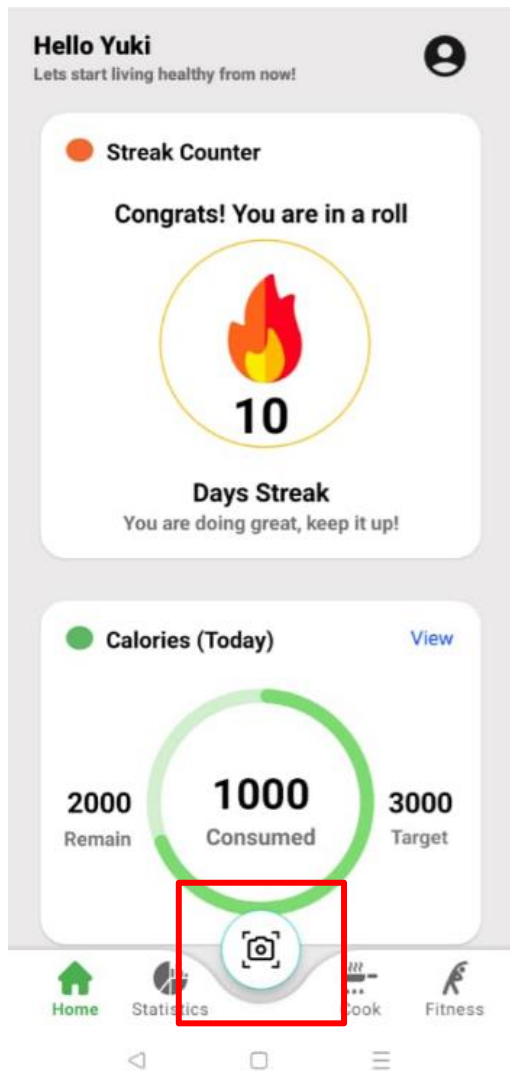 Hello Yuki
Lets start living healthy from now!
Streak Counter
Congrats! You are in a roll
10
Days Streak
You are doing great, keep it up!
Calories (Today) View
2000 1000 3000
Remain Consumed Target
Home Statistics Cook Fitness